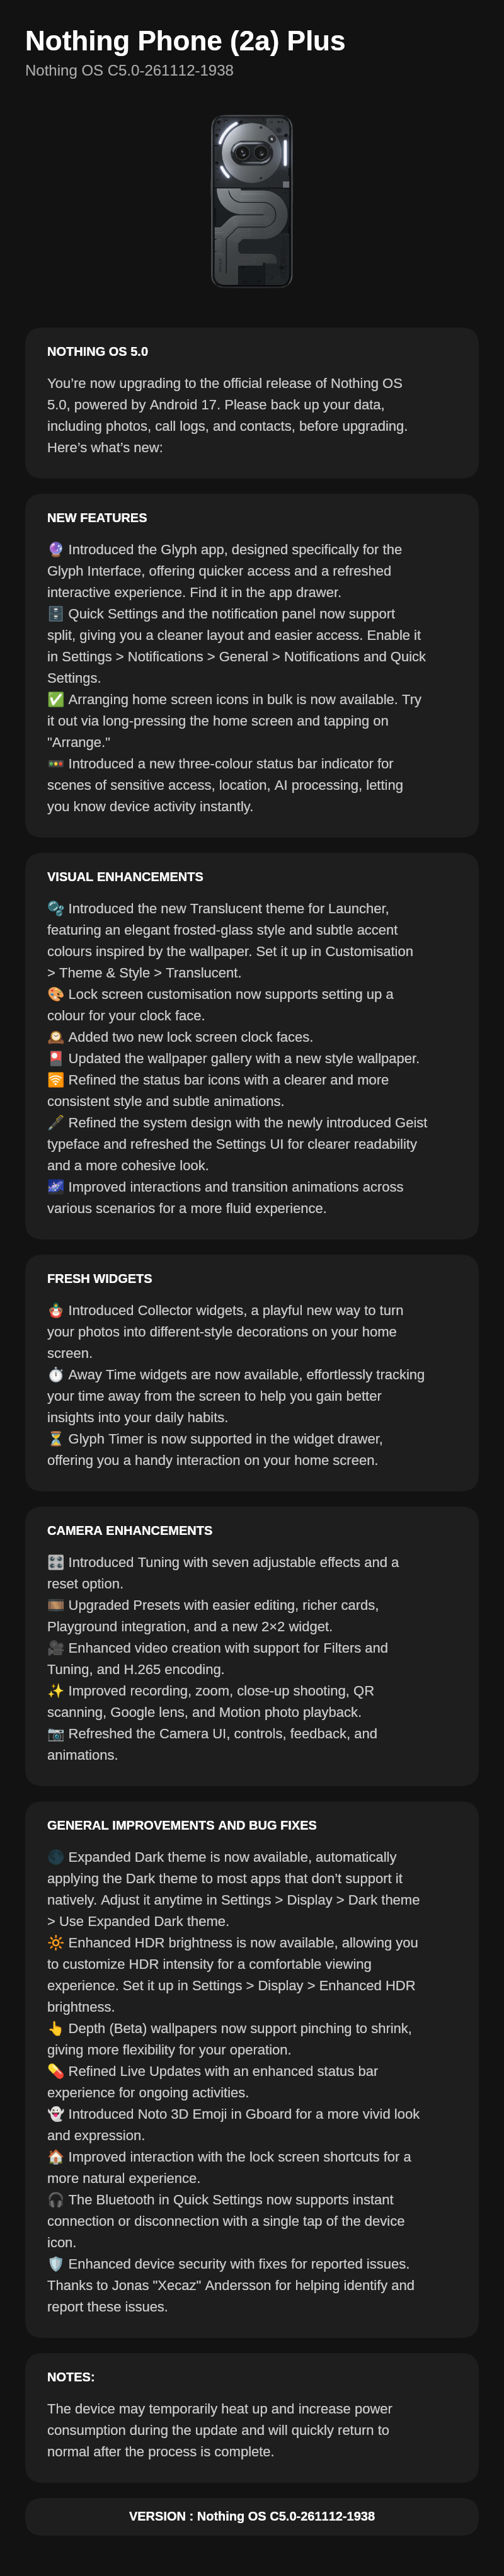 Nothing Phone (2a) Plus
Nothing OS C5.0-261112-1938
NOTHING OS 5.0
You’re now upgrading to the official release of Nothing OS
5.0, powered by Android 17. Please back up your data,
including photos, call logs, and contacts, before upgrading.
Here’s what’s new:
NEW FEATURES
🔮 Introduced the Glyph app, designed specifically for the
Glyph Interface, offering quicker access and a refreshed
interactive experience. Find it in the app drawer.
🗄️ Quick Settings and the notification panel now support
split, giving you a cleaner layout and easier access. Enable it
in Settings > Notifications > General > Notifications and Quick
Settings.
✅ Arranging home screen icons in bulk is now available. Try
it out via long-pressing the home screen and tapping on
"Arrange."
🚥 Introduced a new three-colour status bar indicator for
scenes of sensitive access, location, AI processing, letting
you know device activity instantly.
VISUAL ENHANCEMENTS
🫧 Introduced the new Translucent theme for Launcher,
featuring an elegant frosted-glass style and subtle accent
colours inspired by the wallpaper. Set it up in Customisation
> Theme & Style > Translucent.
🎨 Lock screen customisation now supports setting up a
colour for your clock face.
🕰️ Added two new lock screen clock faces.
🎴 Updated the wallpaper gallery with a new style wallpaper.
🛜 Refined the status bar icons with a clearer and more
consistent style and subtle animations.
🖋️ Refined the system design with the newly introduced Geist
typeface and refreshed the Settings UI for clearer readability
and a more cohesive look.
🌌 Improved interactions and transition animations across
various scenarios for a more fluid experience.
FRESH WIDGETS
🪆 Introduced Collector widgets, a playful new way to turn
your photos into different-style decorations on your home
screen.
⏱️ Away Time widgets are now available, effortlessly tracking
your time away from the screen to help you gain better
insights into your daily habits.
⏳ Glyph Timer is now supported in the widget drawer,
offering you a handy interaction on your home screen.
CAMERA ENHANCEMENTS
🎛️ Introduced Tuning with seven adjustable effects and a
reset option.
🎞️ Upgraded Presets with easier editing, richer cards,
Playground integration, and a new 2×2 widget.
🎥 Enhanced video creation with support for Filters and
Tuning, and H.265 encoding.
✨ Improved recording, zoom, close-up shooting, QR
scanning, Google lens, and Motion photo playback.
📷 Refreshed the Camera UI, controls, feedback, and
animations.
GENERAL IMPROVEMENTS AND BUG FIXES
🌑 Expanded Dark theme is now available, automatically
applying the Dark theme to most apps that don’t support it
natively. Adjust it anytime in Settings > Display > Dark theme
> Use Expanded Dark theme.
🔆 Enhanced HDR brightness is now available, allowing you
to customize HDR intensity for a comfortable viewing
experience. Set it up in Settings > Display > Enhanced HDR
brightness.
👆 Depth (Beta) wallpapers now support pinching to shrink,
giving more flexibility for your operation.
💊 Refined Live Updates with an enhanced status bar
experience for ongoing activities.
👻 Introduced Noto 3D Emoji in Gboard for a more vivid look
and expression.
🏠 Improved interaction with the lock screen shortcuts for a
more natural experience.
🎧 The Bluetooth in Quick Settings now supports instant
connection or disconnection with a single tap of the device
icon.
🛡️ Enhanced device security with fixes for reported issues.
Thanks to Jonas "Xecaz" Andersson for helping identify and
report these issues.
NOTES:
The device may temporarily heat up and increase power
consumption during the update and will quickly return to
normal after the process is complete.
VERSION : Nothing OS C5.0-261112-1938